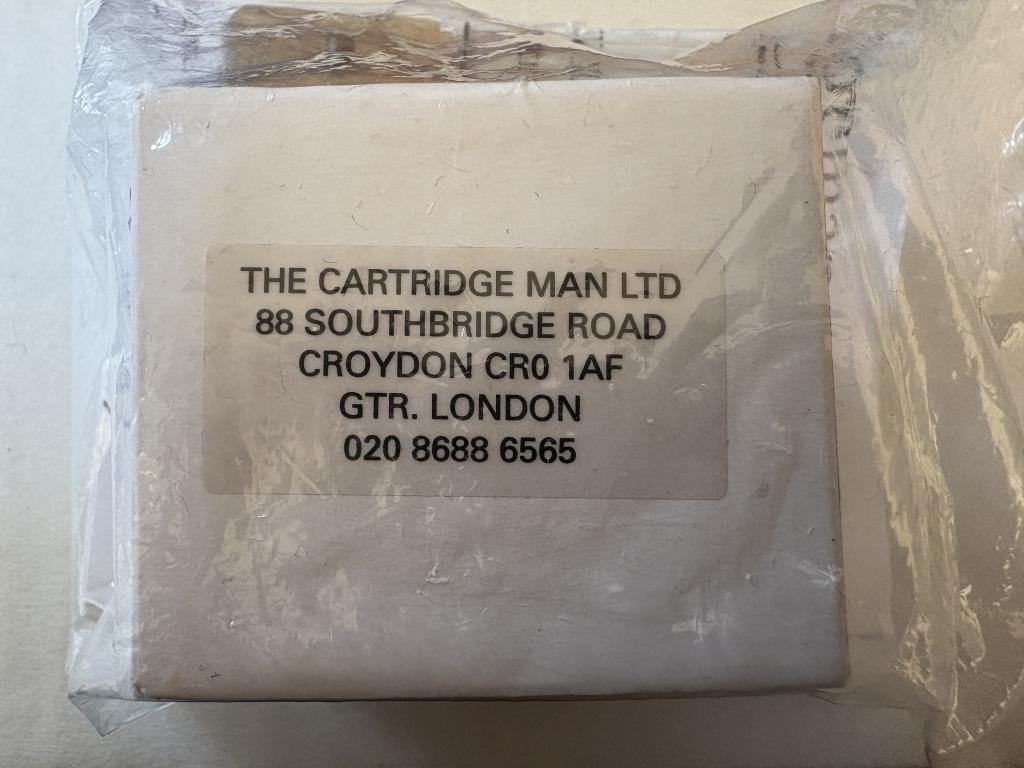 THE CARTRIDGE MAN LTD
88 SOUTHBRIDGE ROAD
CROYDON CR0 1AF
GTR. LONDON
020 8688 6565